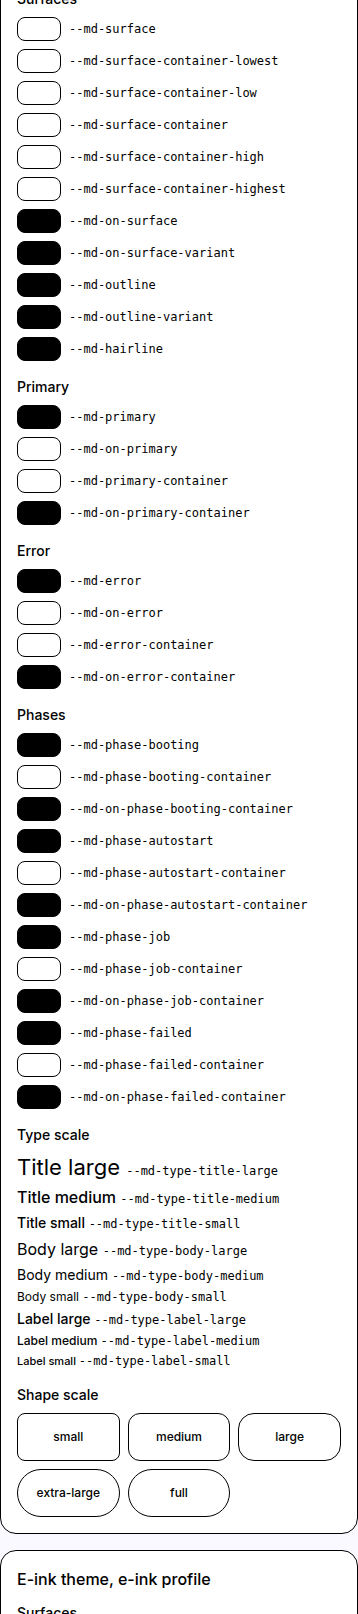 Surfaces
--md-surface
--md-surface-container-lowest
--md-surface-container-low
--md-surface-container
--md-surface-container-high
--md-surface-container-highest
--md-on-surface
--md-on-surface-variant
--md-outline
--md-outline-variant
--md-hairline
Primary
--md-primary
--md-on-primary
--md-primary-container
--md-on-primary-container
Error
--md-error
--md-on-error
--md-error-container
--md-on-error-container
Phases
--md-phase-booting
--md-phase-booting-container
--md-on-phase-booting-container
--md-phase-autostart
--md-phase-autostart-container
--md-on-phase-autostart-container
--md-phase-job
--md-phase-job-container
--md-on-phase-job-container
--md-phase-failed
--md-phase-failed-container
--md-on-phase-failed-container
Type scale
Title large --md-type-title-large
Title medium --md-type-title-medium
Title small --md-type-title-small
Body large --md-type-body-large
Body medium --md-type-body-medium
Body small --md-type-body-small
Label large --md-type-label-large
Label medium --md-type-label-medium
Label small --md-type-label-small
Shape scale
small medium large
extra-large full
E-ink theme, e-ink profile
Surfaces